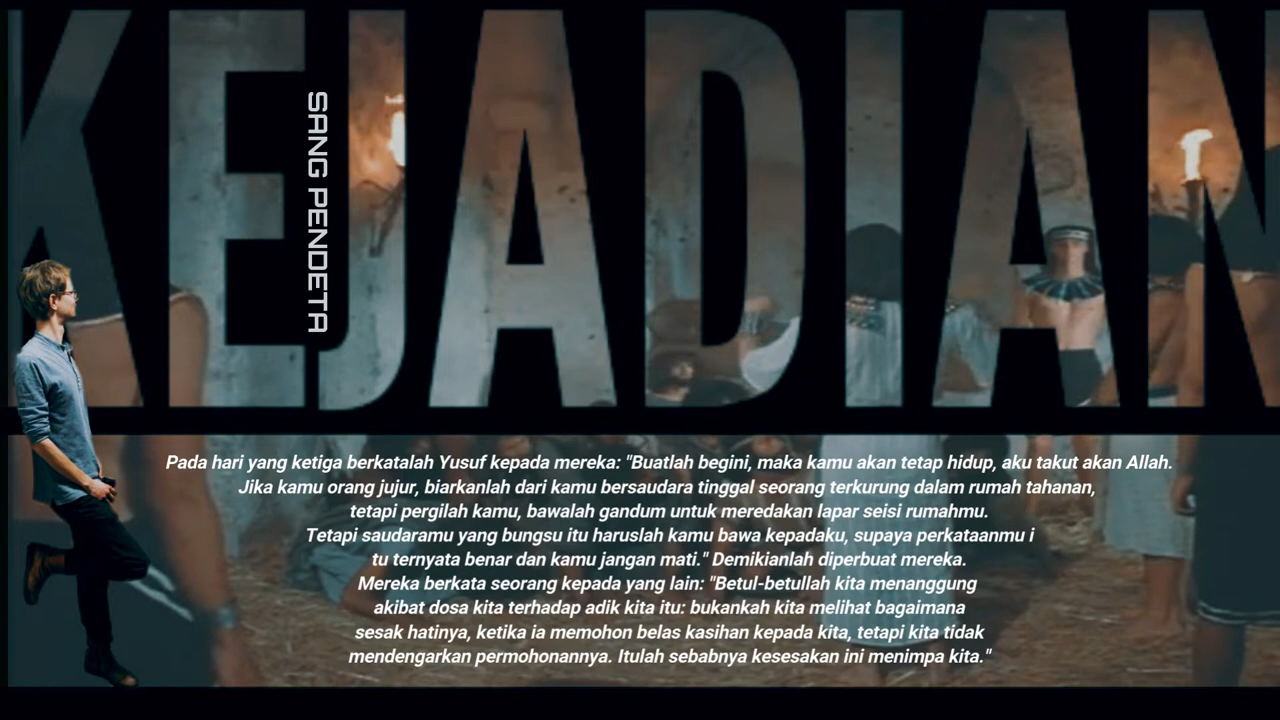 KEJADIAN
SANG PENDETA
Pada hari yang ketiga berkatalah Yusuf kepada mereka: "Buatlah begini, maka kamu akan tetap hidup, aku takut akan Allah.
Jika kamu orang jujur, biarkanlah dari kamu bersaudara tinggal seorang terkurung dalam rumah tahanan,
tetapi pergilah kamu, bawalah gandum untuk meredakan lapar seisi rumahmu.
Tetapi saudaramu yang bungsu itu haruslah kamu bawa kepadaku, supaya perkataanmu i
tu ternyata benar dan kamu jangan mati." Demikianlah diperbuat mereka.
Mereka berkata seorang kepada yang lain: "Betul-betullah kita menanggung
akibat dosa kita terhadap adik kita itu: bukankah kita melihat bagaimana
sesak hatinya, ketika ia memohon belas kasihan kepada kita, tetapi kita tidak
mendengarkan permohonannya. Itulah sebabnya kesesakan ini menimpa kita."